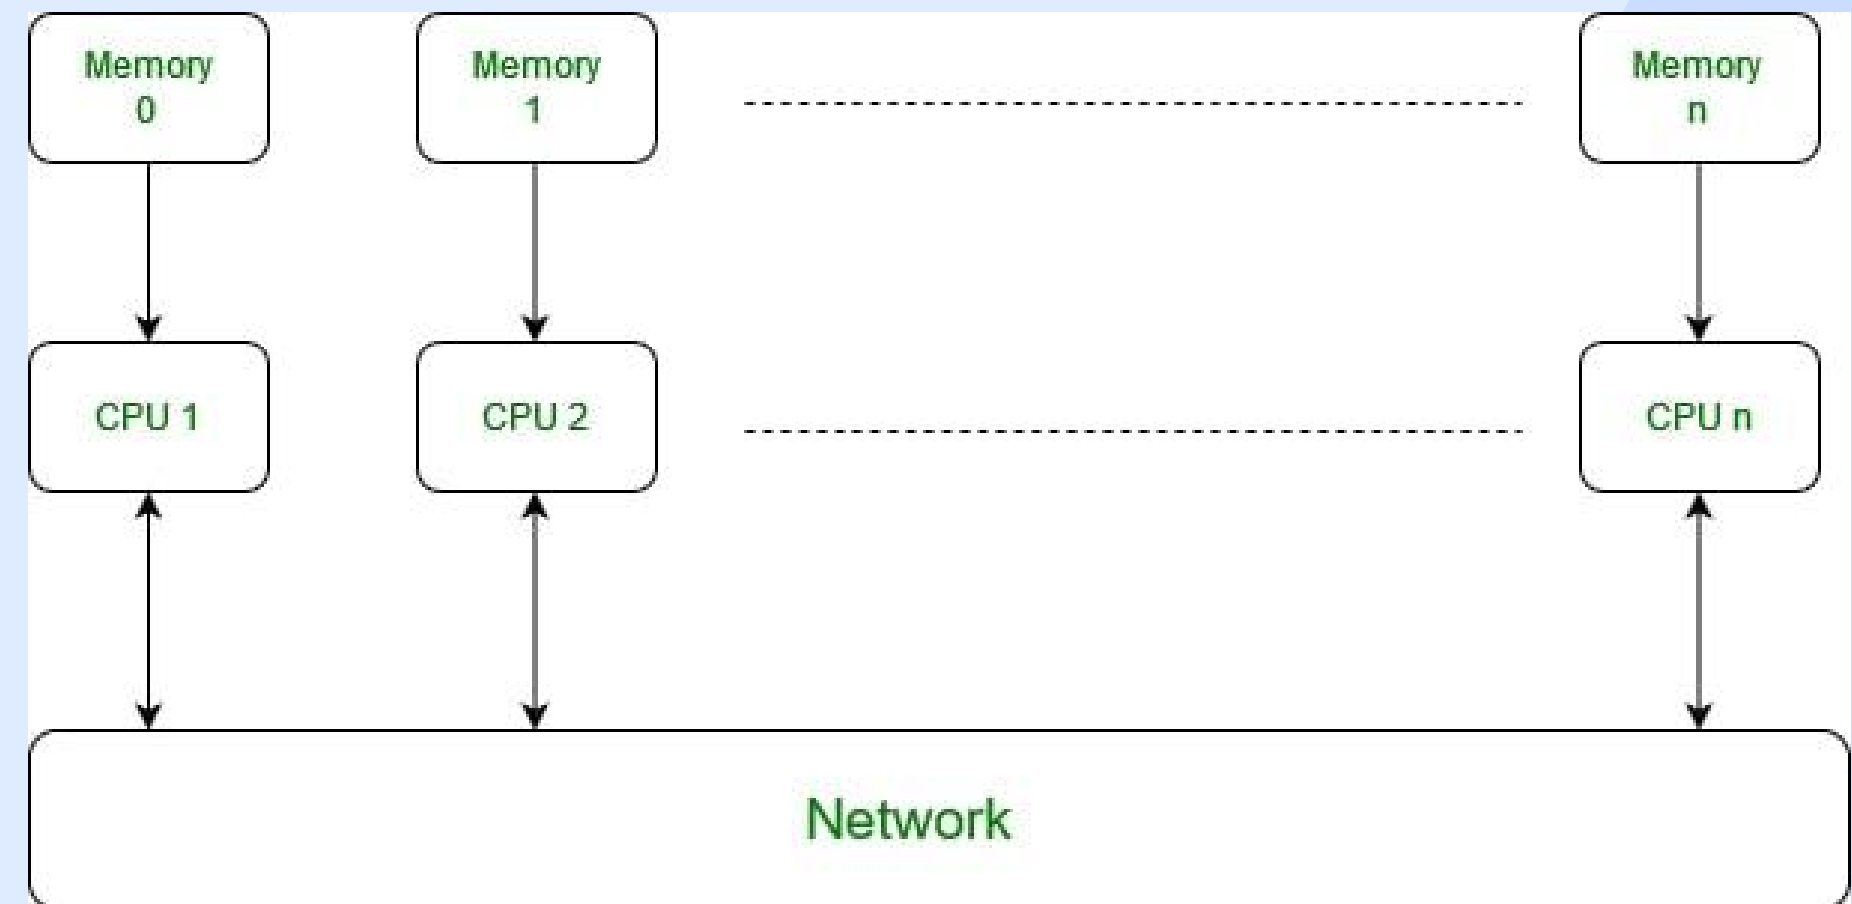 Memory
0
Memory
1
Memory
n
CPU 1
CPU 2
CPU n
Network